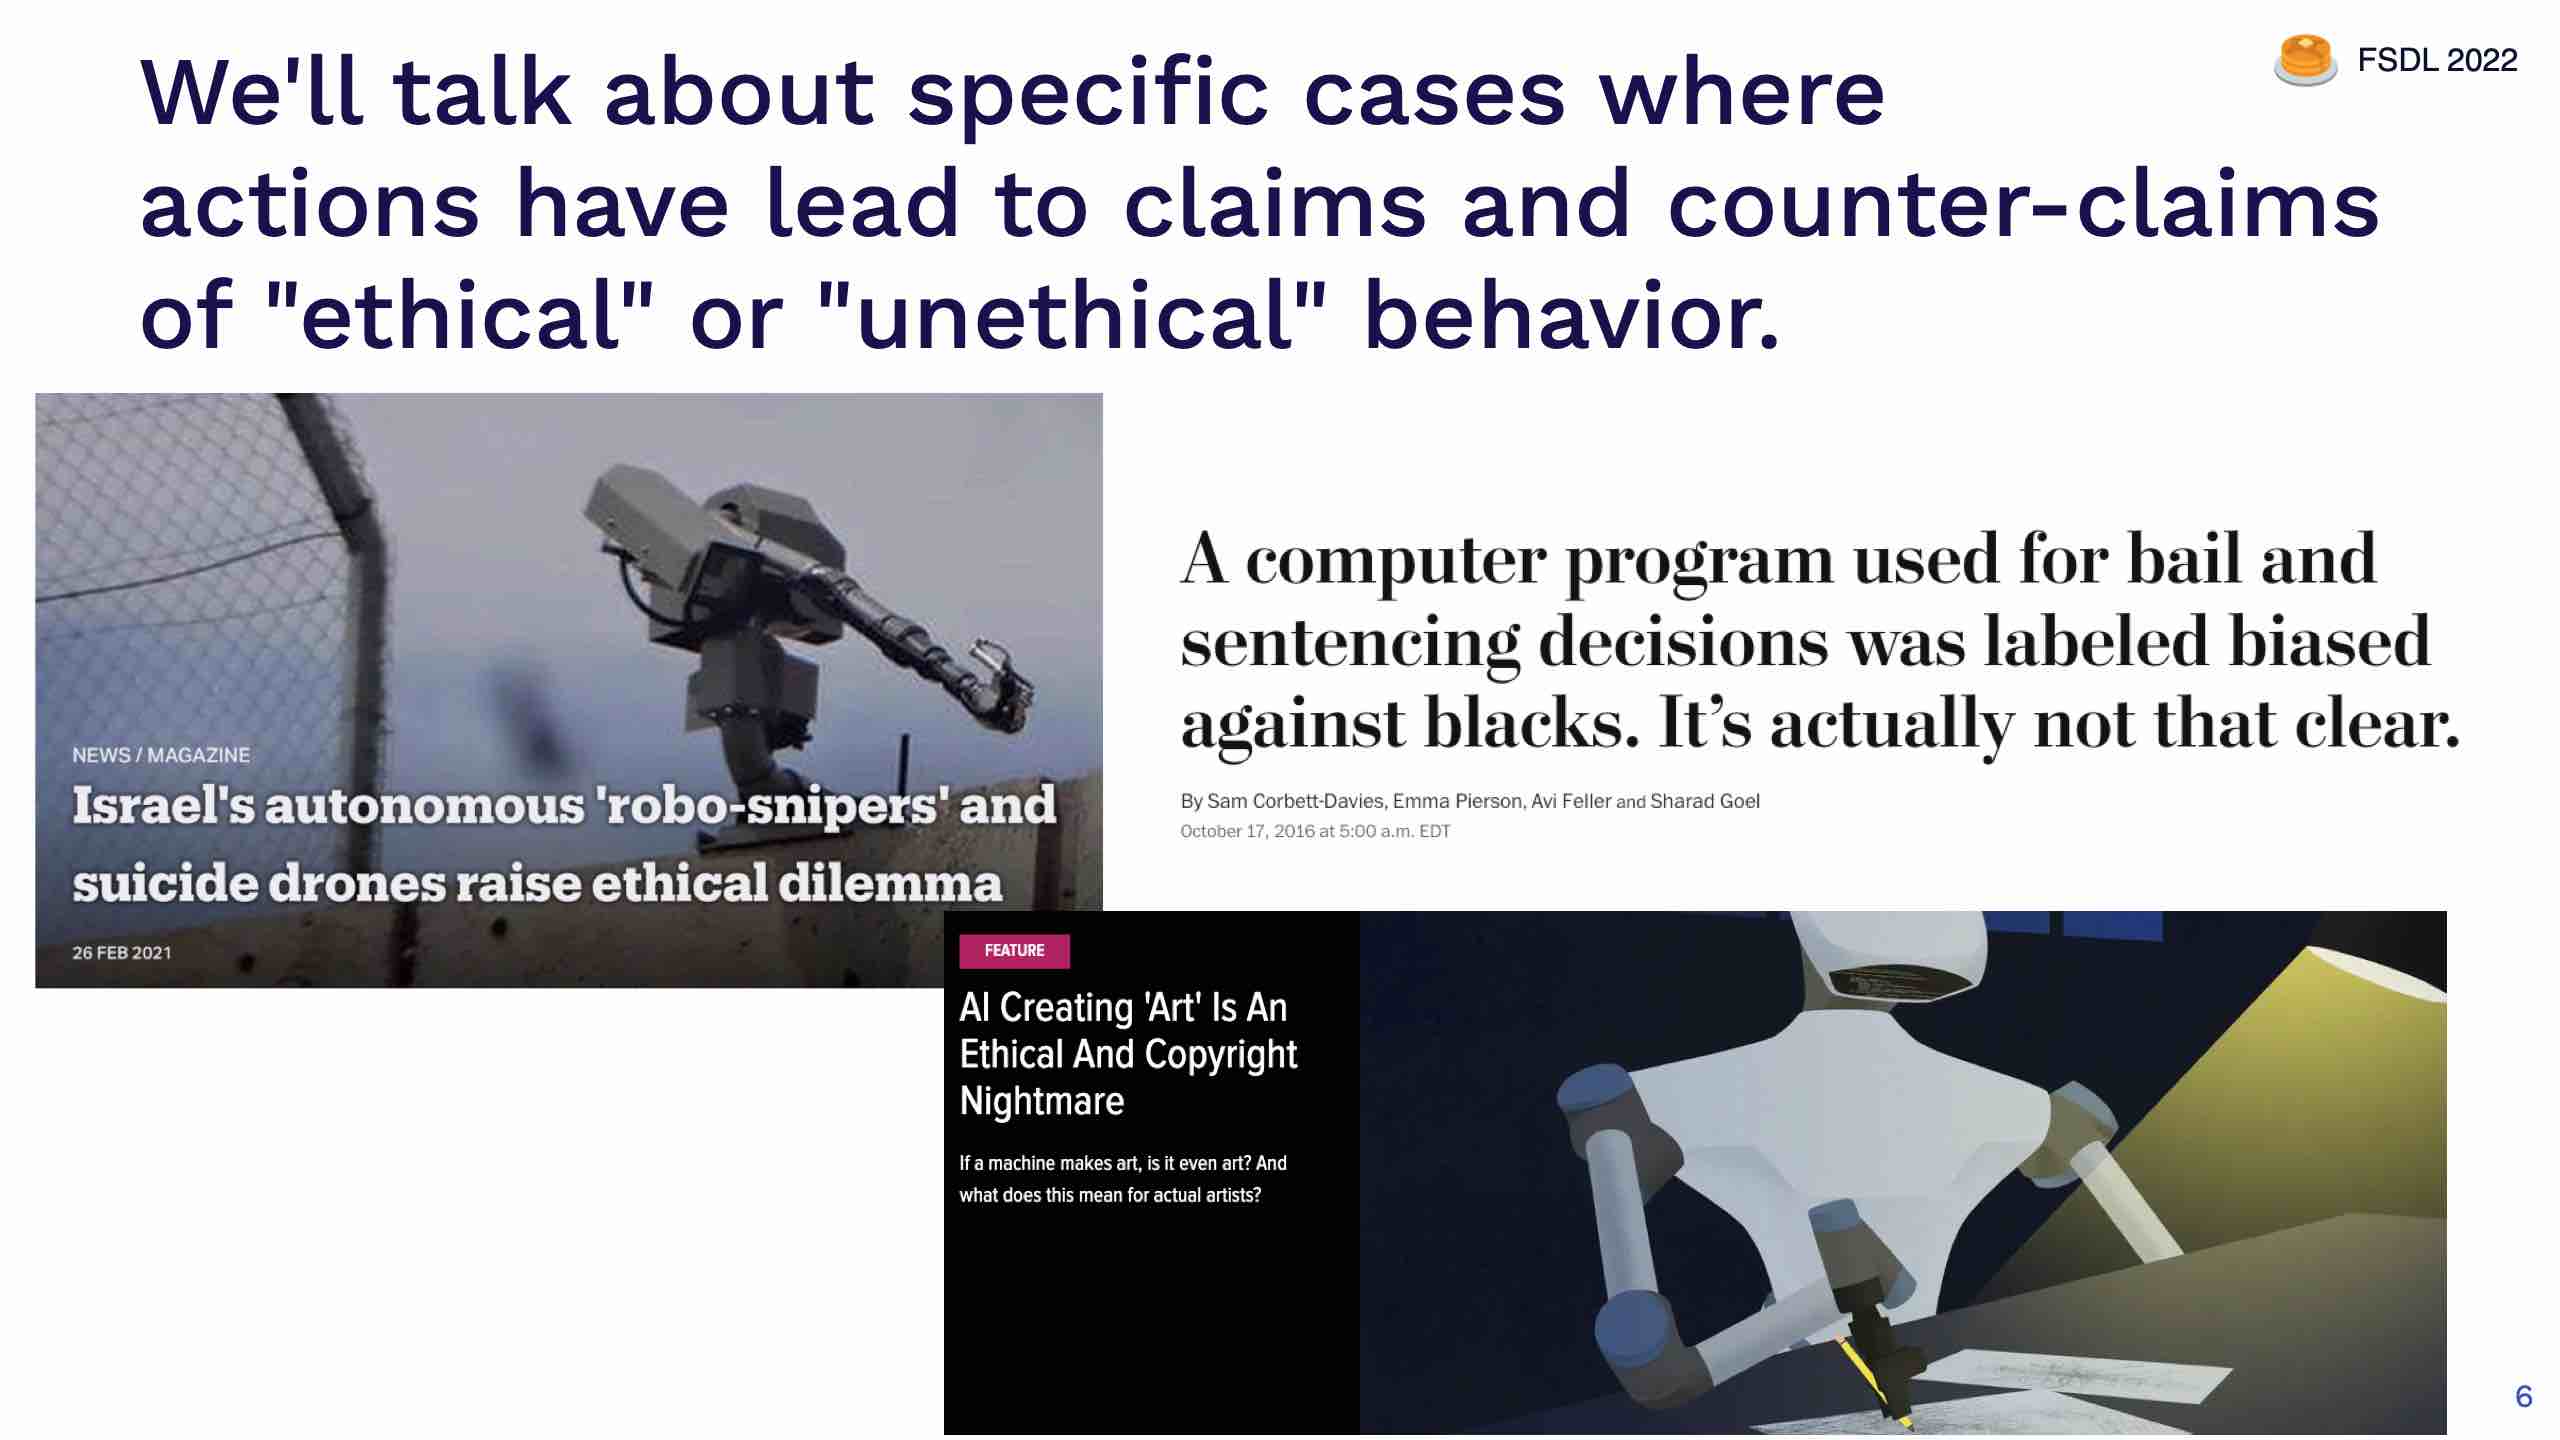 We'll talk about specific cases where
actions have lead to claims and counter-claims
of "ethical" or "unethical" behavior.
FSDL 2022
NEWS / MAGAZINE
Israel's autonomous 'robo-snipers' and
suicide drones raise ethical dilemma
26 FEB 2021
A computer program used for bail and
sentencing decisions was labeled biased
against blacks. It’s actually not that clear.
By Sam Corbett-Davies, Emma Pierson, Avi Feller and Sharad Goel
October 17, 2016 at 5:00 a.m. EDT
FEATURE
AI Creating 'Art' Is An
Ethical And Copyright
Nightmare
If a machine makes art, is it even art? And
what does this mean for actual artists?
6